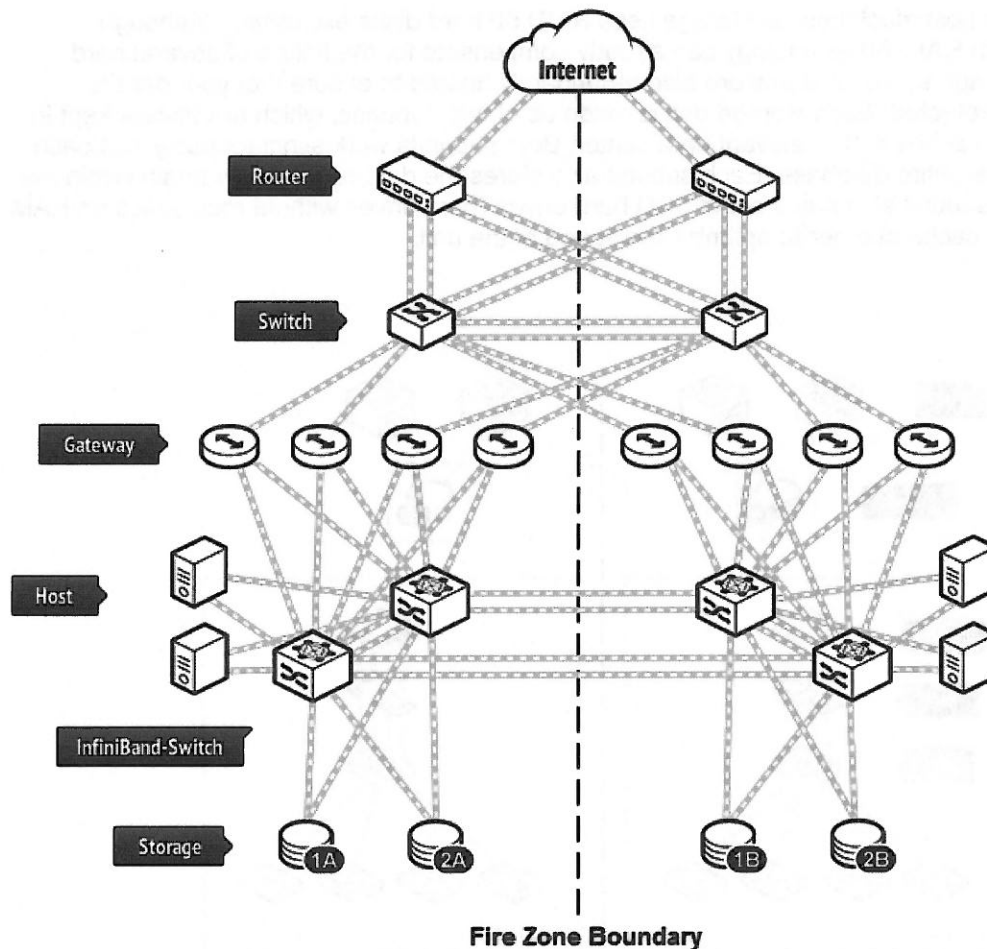 Internet
Router
Switch
Gateway
Host
InfiniBand-Switch
Storage
1A
2A
1B
2B
Fire Zone Boundary